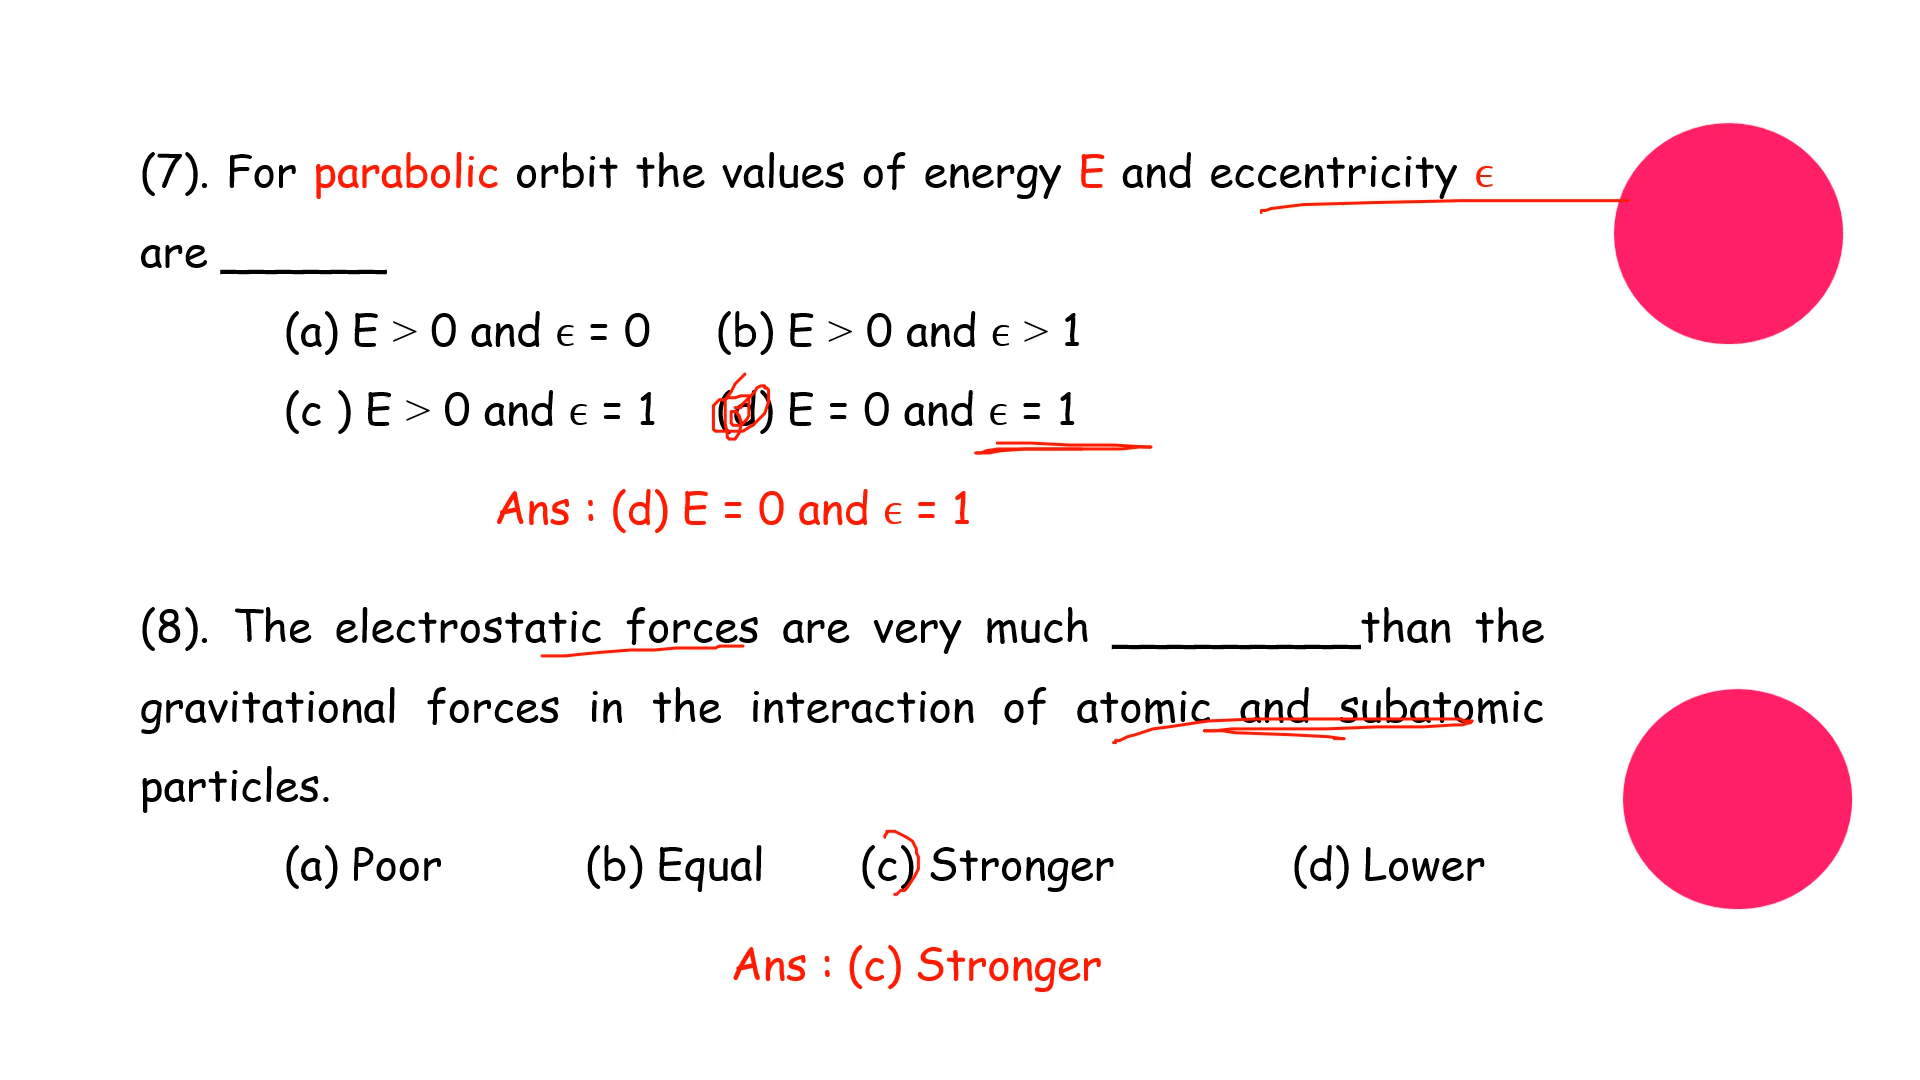 (7). For parabolic orbit the values of energy E and eccentricity ϵ
are ______
(a) E > 0 and ϵ = 0 (b) E > 0 and ϵ > 1
(c ) E > 0 and ϵ = 1 (d) E = 0 and ϵ = 1
Ans : (d) E = 0 and ϵ = 1
(8). The electrostatic forces are very much _________than the
gravitational forces in the interaction of atomic and subatomic
particles.
(a) Poor (b) Equal (c) Stronger (d) Lower
Ans : (c) Stronger